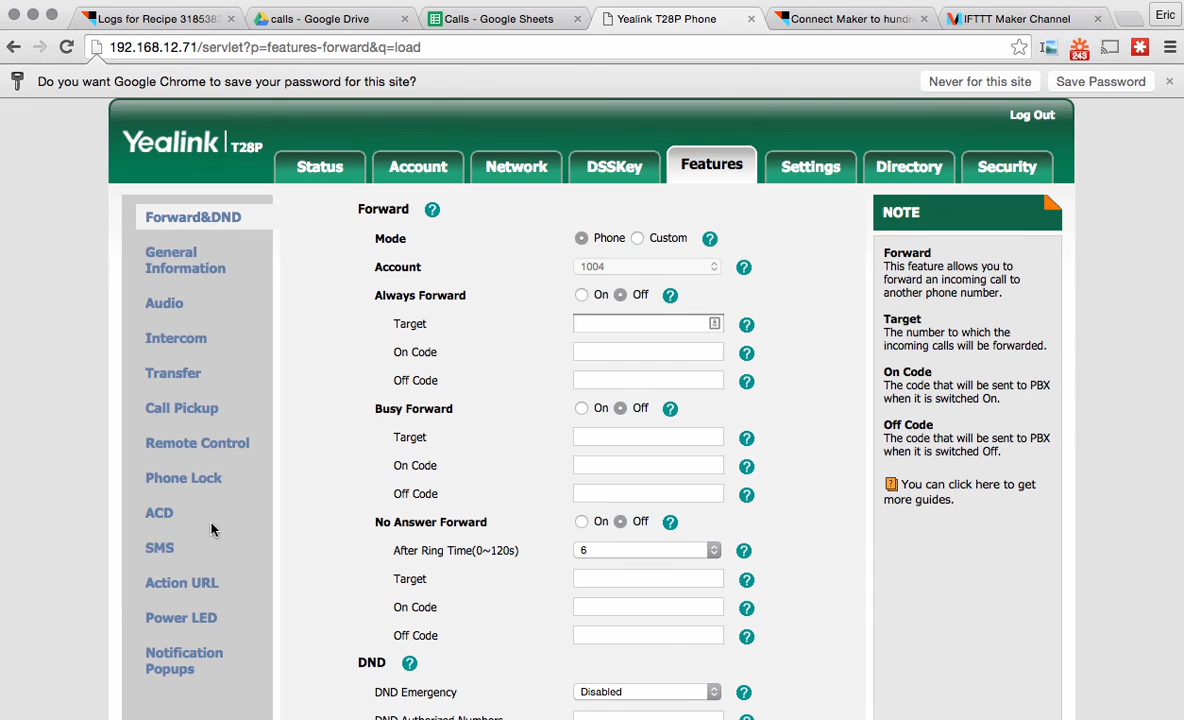 Logs for Recipe 3185383
calls - Google Drive
Calls - Google Sheets
Yealink T28P Phone
Connect Maker to hundr
IFTTT Maker Channel
Eric
192.168.12.71/servlet?p=features-forward&q=load
243
Do you want Google Chrome to save your password for this site?
Never for this site
Save Password
Log Out
Yealink T28P
Status
Account
Network
DSSKey
Features
Settings
Directory
Security
Forward&DND
General
Information
Audio
Intercom
Transfer
Call Pickup
Remote Control
Phone Lock
ACD
SMS
Action URL
Power LED
Notification
Popups
Forward ?
Mode Phone Custom ?
Account 1004 ?
Always Forward On Off ?
Target ?
On Code ?
Off Code ?
Busy Forward On Off ?
Target ?
On Code ?
Off Code ?
No Answer Forward On Off ?
After Ring Time(0~120s) 6 ?
Target ?
On Code ?
Off Code ?
DND ?
DND Emergency Disabled ?
DND Authorized Numbers ?
NOTE
Forward
This feature allows you to
forward an incoming call to
another phone number.
Target
The number to which the
incoming calls will be forwarded.
On Code
The code that will be sent to PBX
when it is switched On.
Off Code
The code that will be sent to PBX
when it is switched Off.
? You can click here to get
more guides.